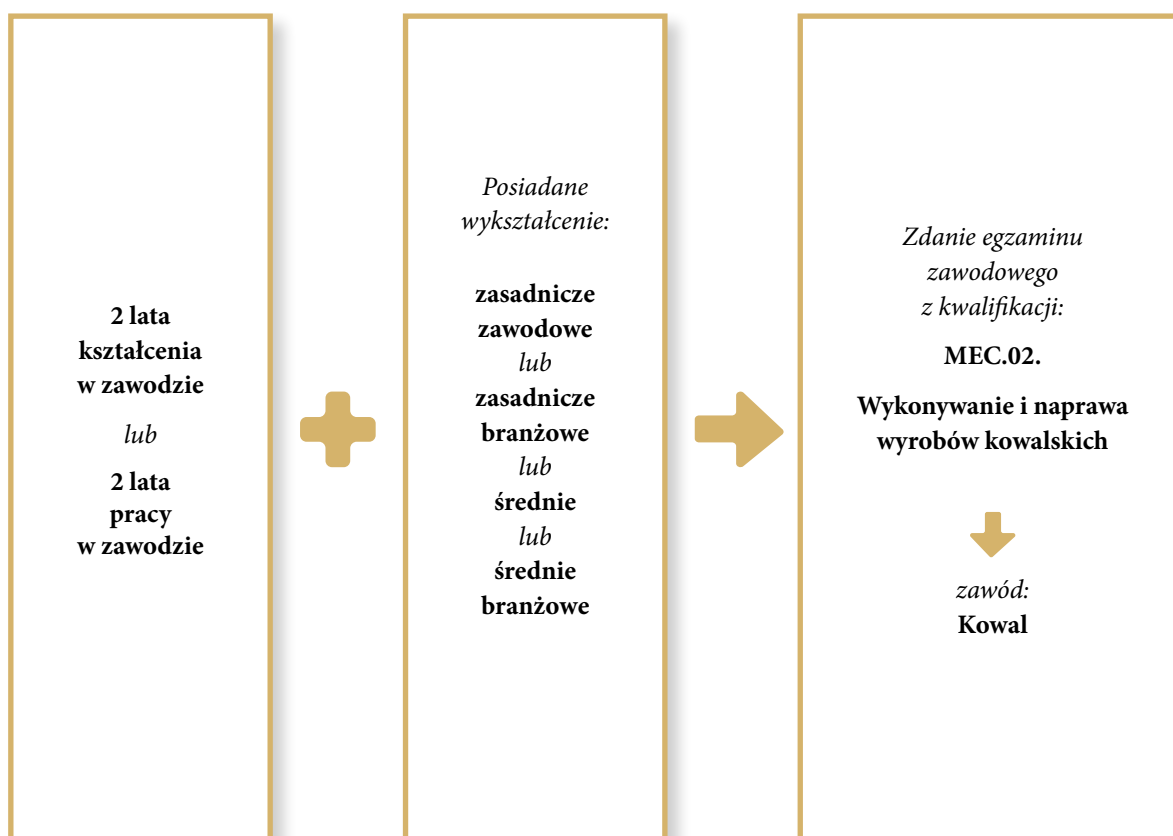 2 lata
kształcenia
w zawodzie
lub
2 lata
pracy
w zawodzie
Posiadane
wykształcenie:
zasadnicze
zawodowe
lub
zasadnicze
branżowe
lub
średnie
lub
średnie
branżowe
Zdanie egzaminu
zawodowego
z kwalifikacji:
MEC.02.
Wykonywanie i naprawa
wyrobów kowalskich
zawód:
Kowal